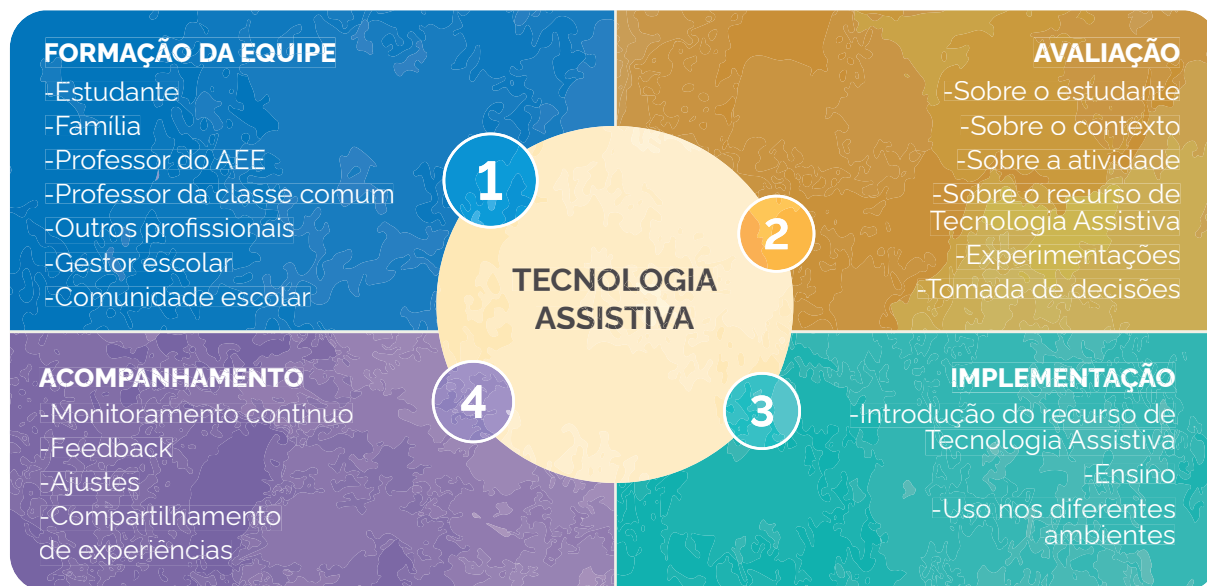 FORMAÇÃO DA EQUIPE
-Estudante
-Família
-Professor do AEE
-Professor da classe comum
-Outros profissionais
-Gestor escolar
-Comunidade escolar
1
AVALIAÇÃO
-Sobre o estudante
-Sobre o contexto
-Sobre a atividade
-Sobre o recurso de
Tecnologia Assistiva
-Experimentações
-Tomada de decisões
2
TECNOLOGIA
ASSISTIVA
IMPLEMENTAÇÃO
-Introdução do recurso de
Tecnologia Assistiva
-Ensino
-Uso nos diferentes
ambientes
3
ACOMPANHAMENTO
-Monitoramento contínuo
-Feedback
-Ajustes
-Compartilhamento
de experiências
4